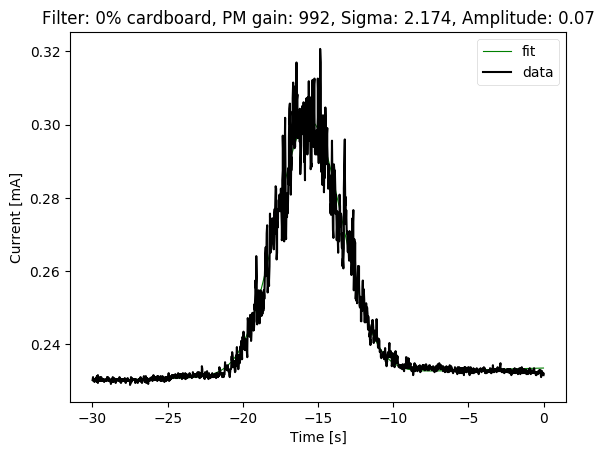 Filter: 0% cardboard, PM gain: 992, Sigma: 2.174, Amplitude: 0.07
0.32
fit
data
0.30
0.28
Current [mA]
0.26
0.24
−30
−25
−20
−15
−10
−5
0
Time [s]